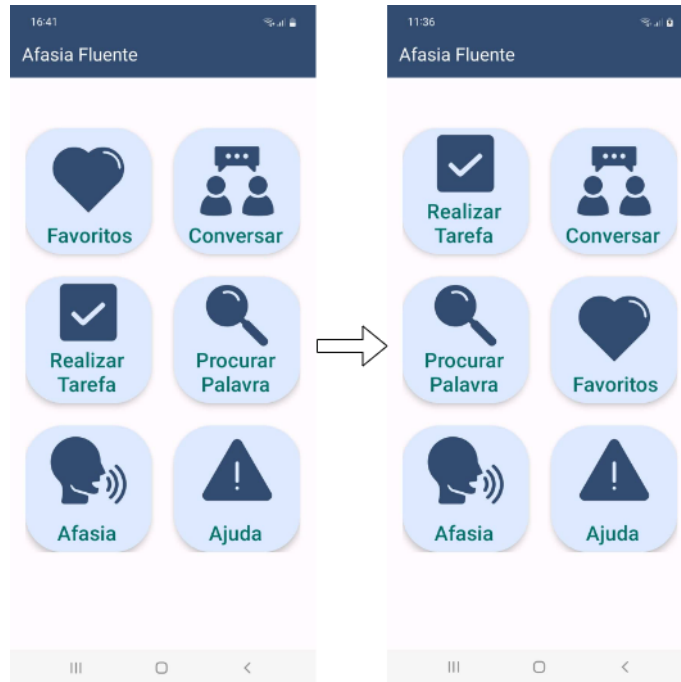 16:41
Afasia Fluente
Favoritos
Conversar
Realizar
Tarefa
Procurar
Palavra
Afasia
Ajuda
11:36
Afasia Fluente
Realizar
Tarefa
Conversar
Procurar
Palavra
Favoritos
Afasia
Ajuda